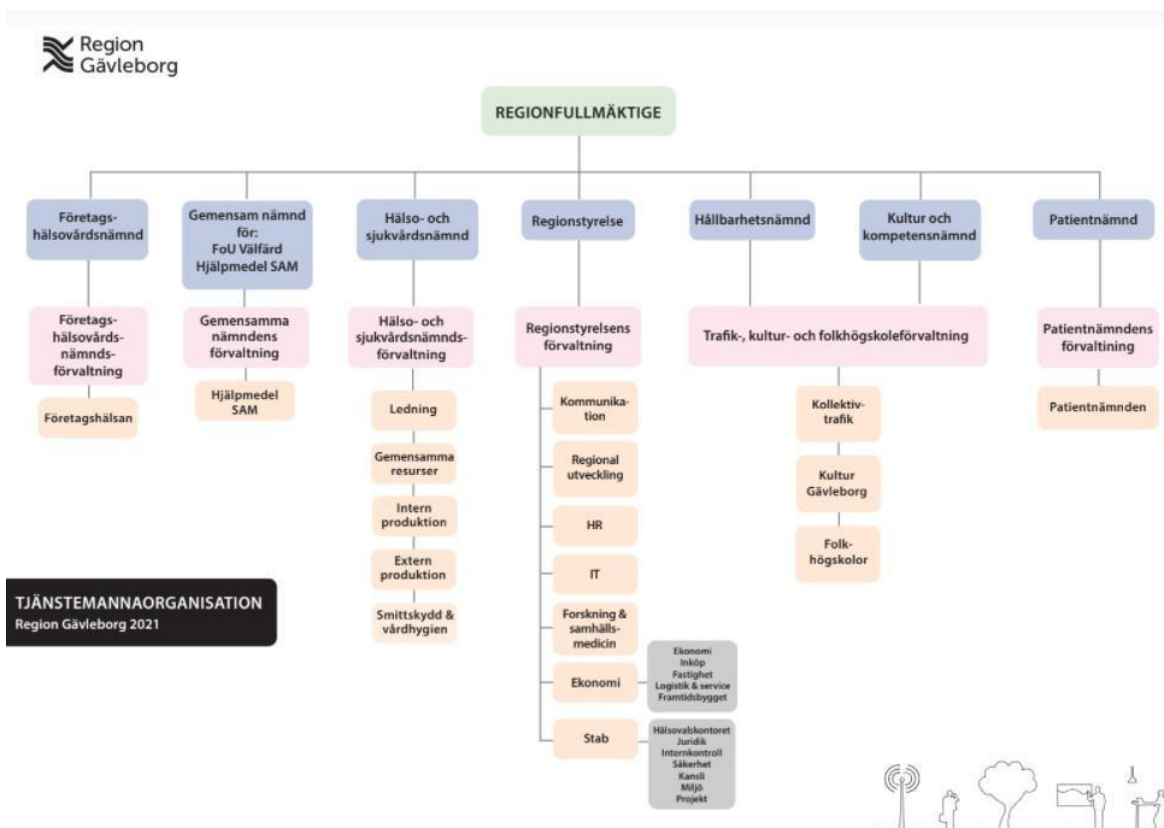 Region
Gävleborg
REGIONFULLMÄKTIGE
Företags-
hälsovårdsnämnd
Gemensam nämnd
för:
FoU Välfärd
Hjälpmedel SAM
Hälso- och
sjukvårdsnämnd
Regionstyrelse
Hållbarhetsnämnd
Kultur och
kompetensnämnd
Patientnämnd
Företags-
hälsovårds-
nämnds-
förvaltning
Gemensamma
nämndens
förvaltning
Hälso- och
sjukvårdsnämnds-
förvaltning
Regionstyrelsens
förvaltning
Trafik-, kultur- och folkhögskoleförvaltning
Patientnämndens
förvaltining
Företagshälsan
Hjälpmedel
SAM
Ledning
Gemensamma
resurser
Intern
produktion
Extern
produktion
Smittskydd &
vårdhygien
Kommunika-
tion
Regional
utveckling
HR
IT
Forskning &
samhälls-
medicin
Ekonomi
Ekonomi
Inköp
Fastighet
Logistik & service
Framtidsbygget
Stab
Hälsovalskontoret
Juridik
Internkontroll
Säkerhet
Kansli
Miljö
Projekt
Kollektiv-
trafik
Kultur
Gävleborg
Folk-
högskolor
Patientnämnden
TJÄNSTEMANNAORGANISATION
Region Gävleborg 2021